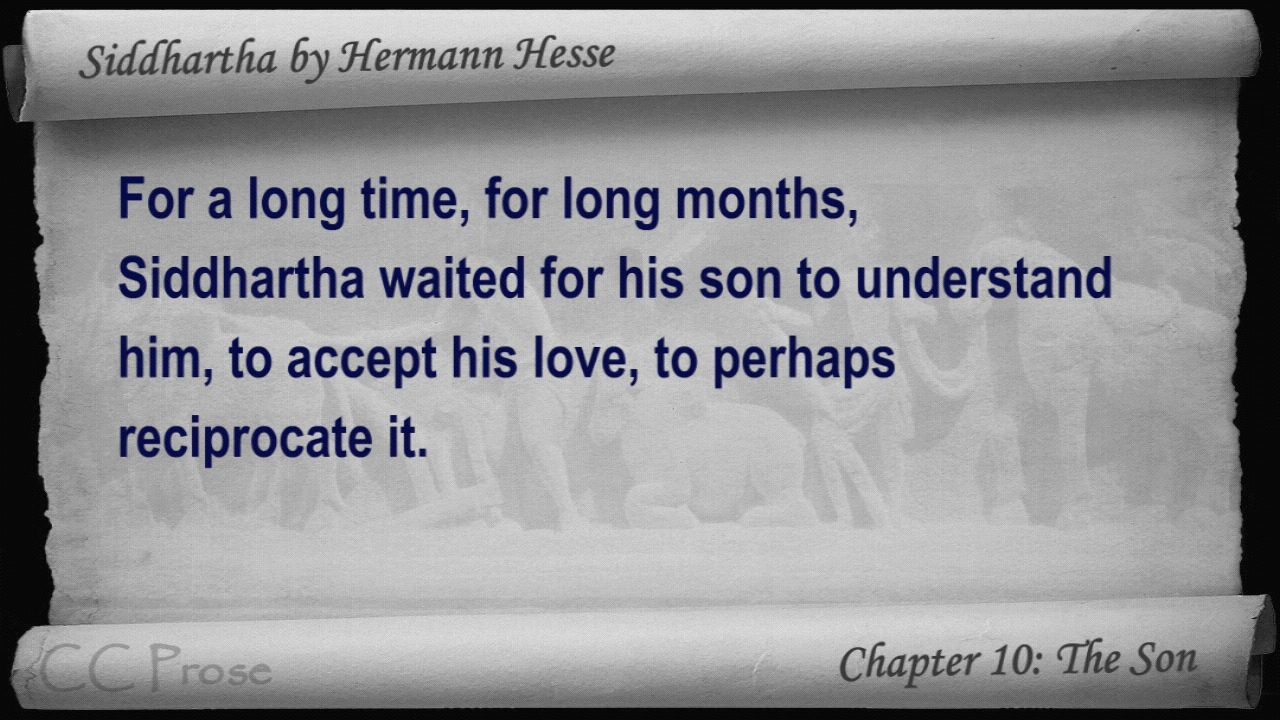 Siddhartha by Hermann Hesse
For a long time, for long months,
Siddhartha waited for his son to understand
him, to accept his love, to perhaps
reciprocate it.
CC Prose
Chapter 10: The Son